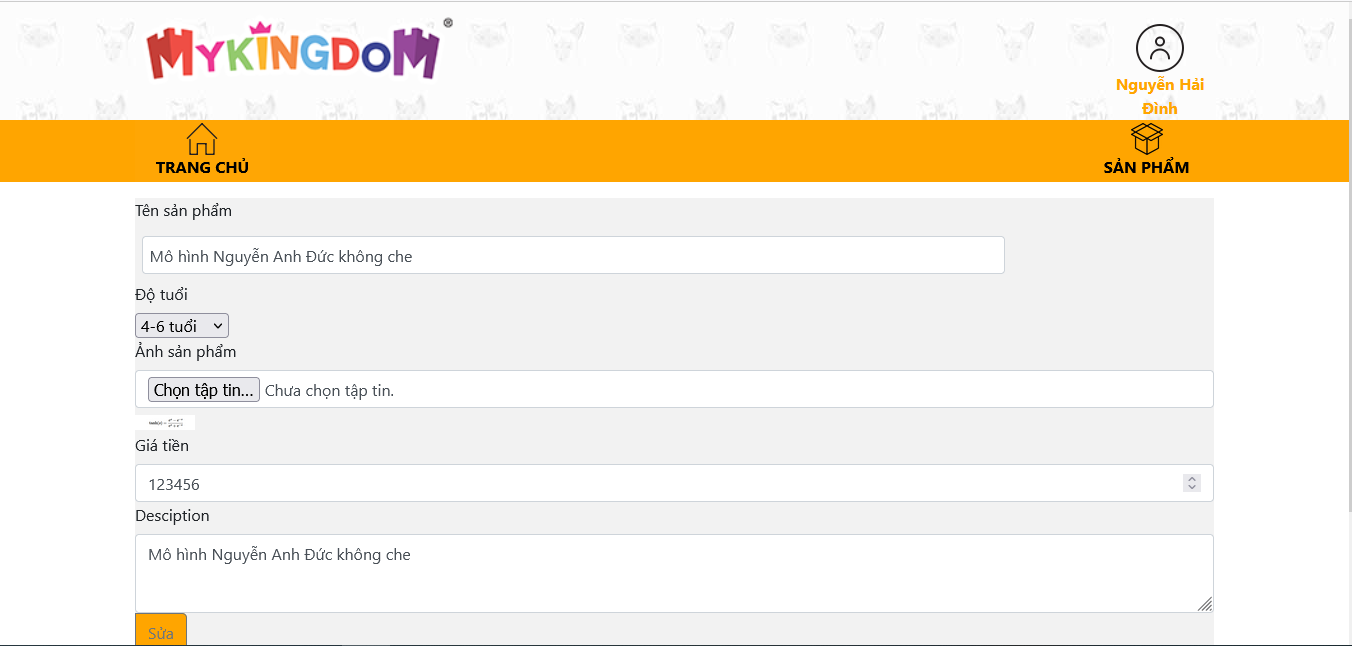 MYKINGDOM®
Nguyễn Hải
Đình
TRANG CHỦ
SẢN PHẨM
Tên sản phẩm
Mô hình Nguyễn Anh Đức không che
Độ tuổi
4-6 tuổi
Ảnh sản phẩm
Chọn tập tin... Chưa chọn tập tin.
Giá tiền
123456
Desciption
Mô hình Nguyễn Anh Đức không che
Sửa